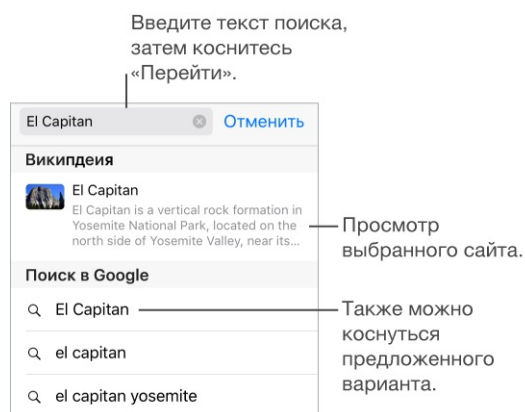 Введите текст поиска,
затем коснитесь
«Перейти».
El Capitan
Отменить
Википдеия
El Capitan
El Capitan is a vertical rock formation in
Yosemite National Park, located on the
north side of Yosemite Valley, near its...
Просмотр
выбранного сайта.
Поиск в Google
El Capitan
el capitan
el capitan yosemite
Также можно
коснуться
предложенного
варианта.